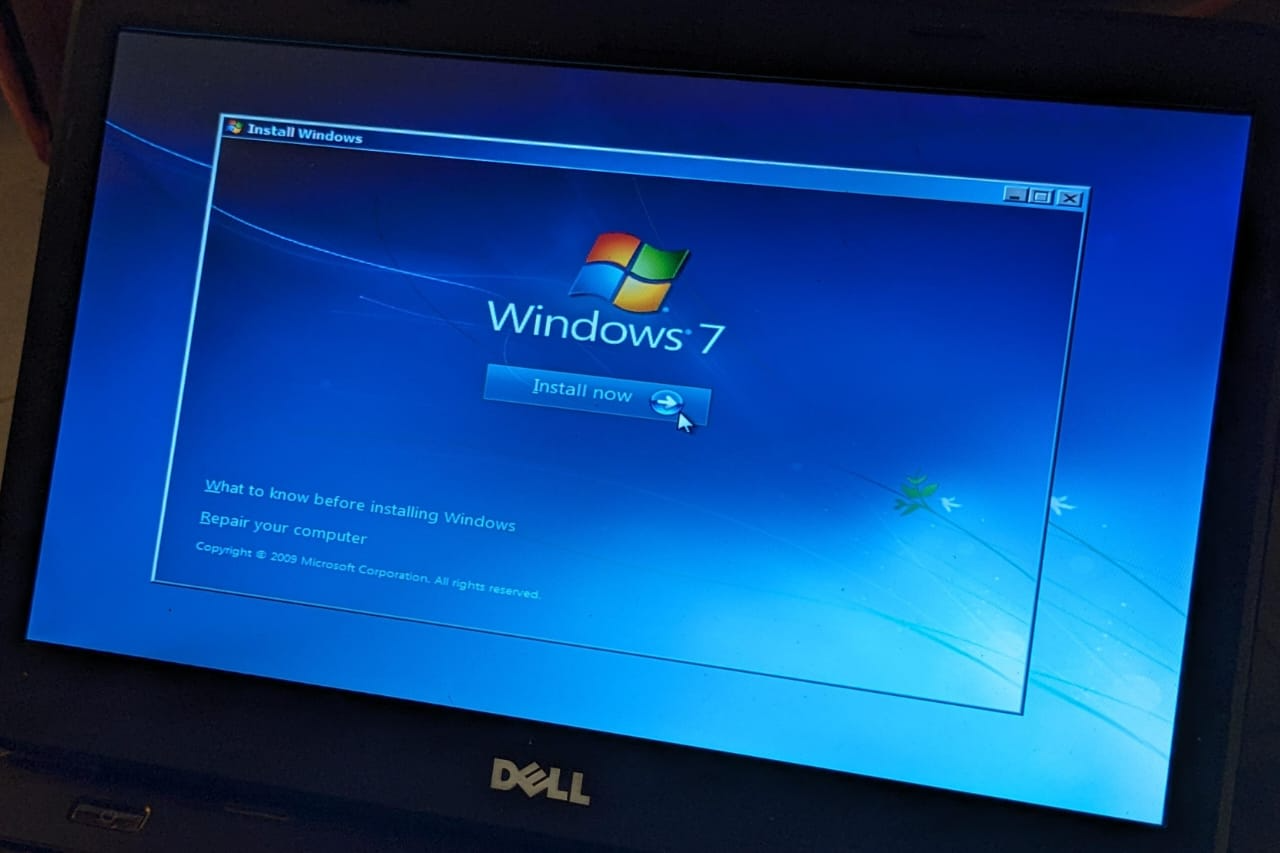 Install Windows
Windows 7
Install now
What to know before installing Windows
Repair your computer
Copyright © 2009 Microsoft Corporation. All rights reserved.
DELL